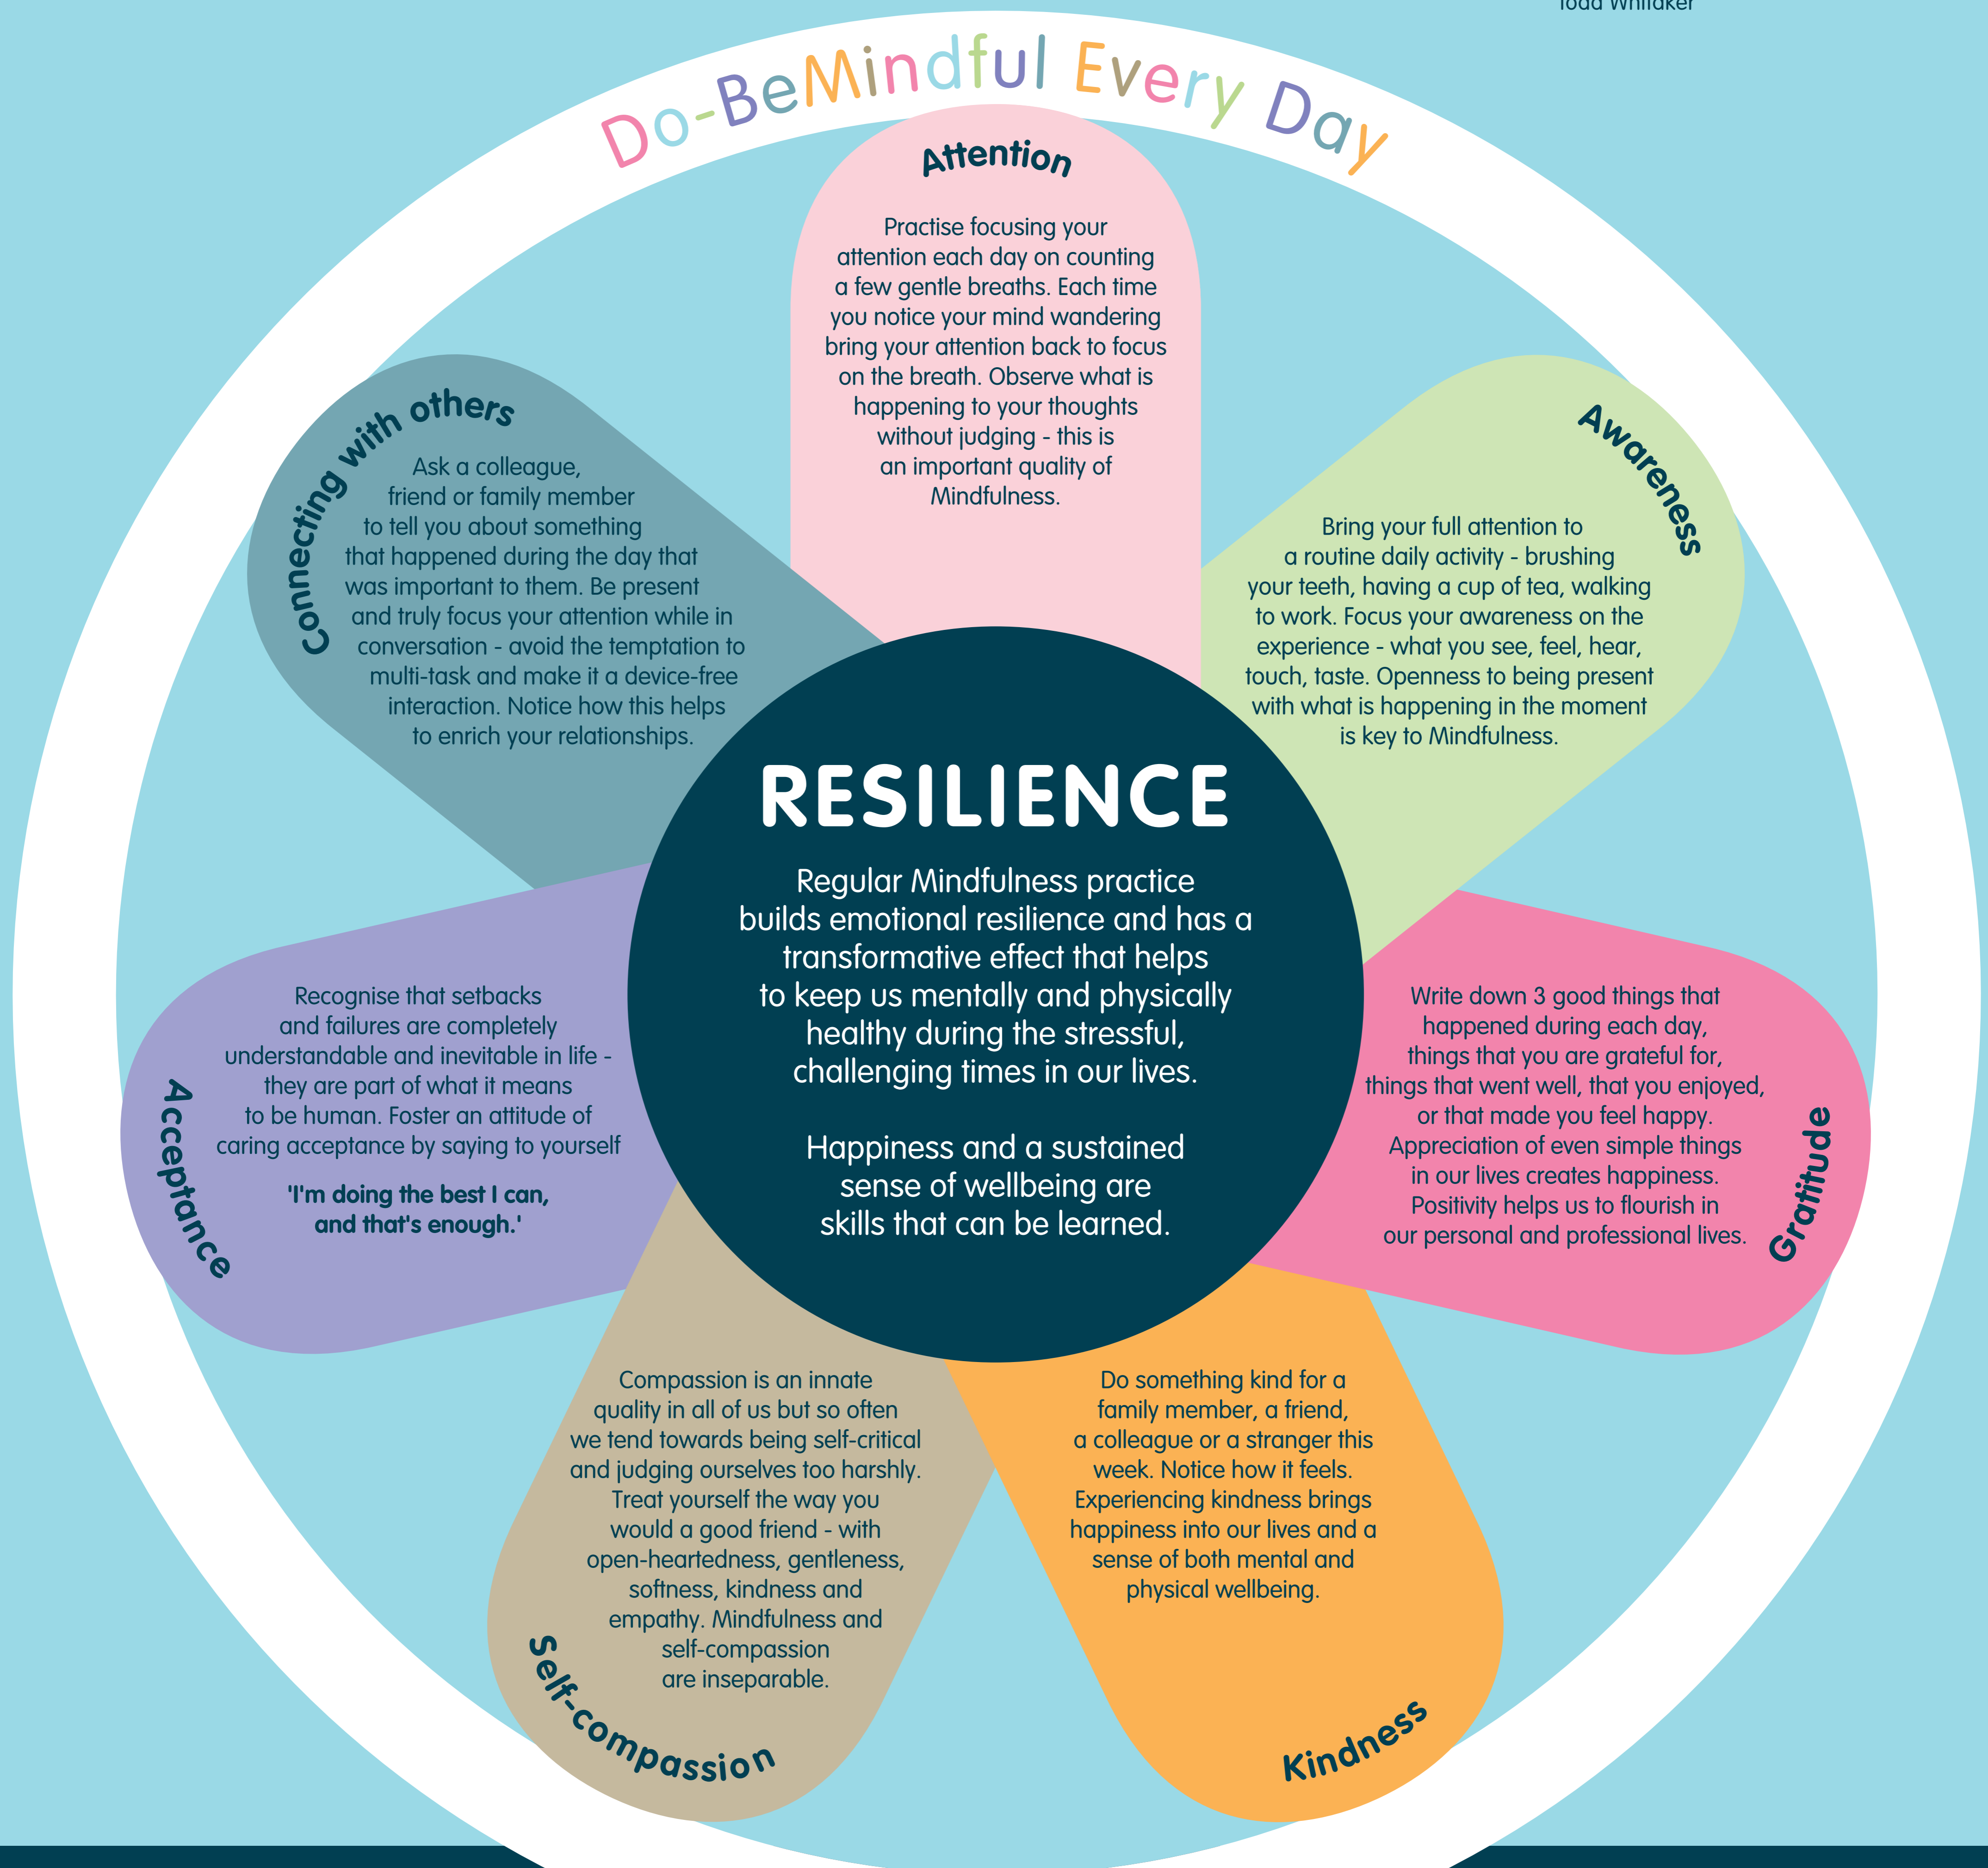 Todd Whitaker
Do-BeMindful Every Day
Attention
Practise focusing your
attention each day on counting
a few gentle breaths. Each time
you notice your mind wandering
bring your attention back to focus
on the breath. Observe what is
happening to your thoughts
without judging - this is
an important quality of
Mindfulness.
Awareness
Bring your full attention to
a routine daily activity - brushing
your teeth, having a cup of tea, walking
to work. Focus your awareness on the
experience - what you see, feel, hear,
touch, taste. Openness to being present
with what is happening in the moment
is key to Mindfulness.
Gratitude
Write down 3 good things that
happened during each day,
things that you are grateful for,
things that went well, that you enjoyed,
or that made you feel happy.
Appreciation of even simple things
in our lives creates happiness.
Positivity helps us to flourish in
our personal and professional lives.
Kindness
Do something kind for a
family member, a friend,
a colleague or a stranger this
week. Notice how it feels.
Experiencing kindness brings
happiness into our lives and a
sense of both mental and
physical wellbeing.
Self-compassion
Compassion is an innate
quality in all of us but so often
we tend towards being self-critical
and judging ourselves too harshly.
Treat yourself the way you
would a good friend - with
open-heartedness, gentleness,
softness, kindness and
empathy. Mindfulness and
self-compassion
are inseparable.
Acceptance
Recognise that setbacks
and failures are completely
understandable and inevitable in life -
they are part of what it means
to be human. Foster an attitude of
caring acceptance by saying to yourself
'I'm doing the best I can,
and that's enough.'
Connecting with others
Ask a colleague,
friend or family member
to tell you about something
that happened during the day that
was important to them. Be present
and truly focus your attention while in
conversation - avoid the temptation to
multi-task and make it a device-free
interaction. Notice how this helps
to enrich your relationships.
RESILIENCE
Regular Mindfulness practice
builds emotional resilience and has a
transformative effect that helps
to keep us mentally and physically
healthy during the stressful,
challenging times in our lives.
Happiness and a sustained
sense of wellbeing are
skills that can be learned.